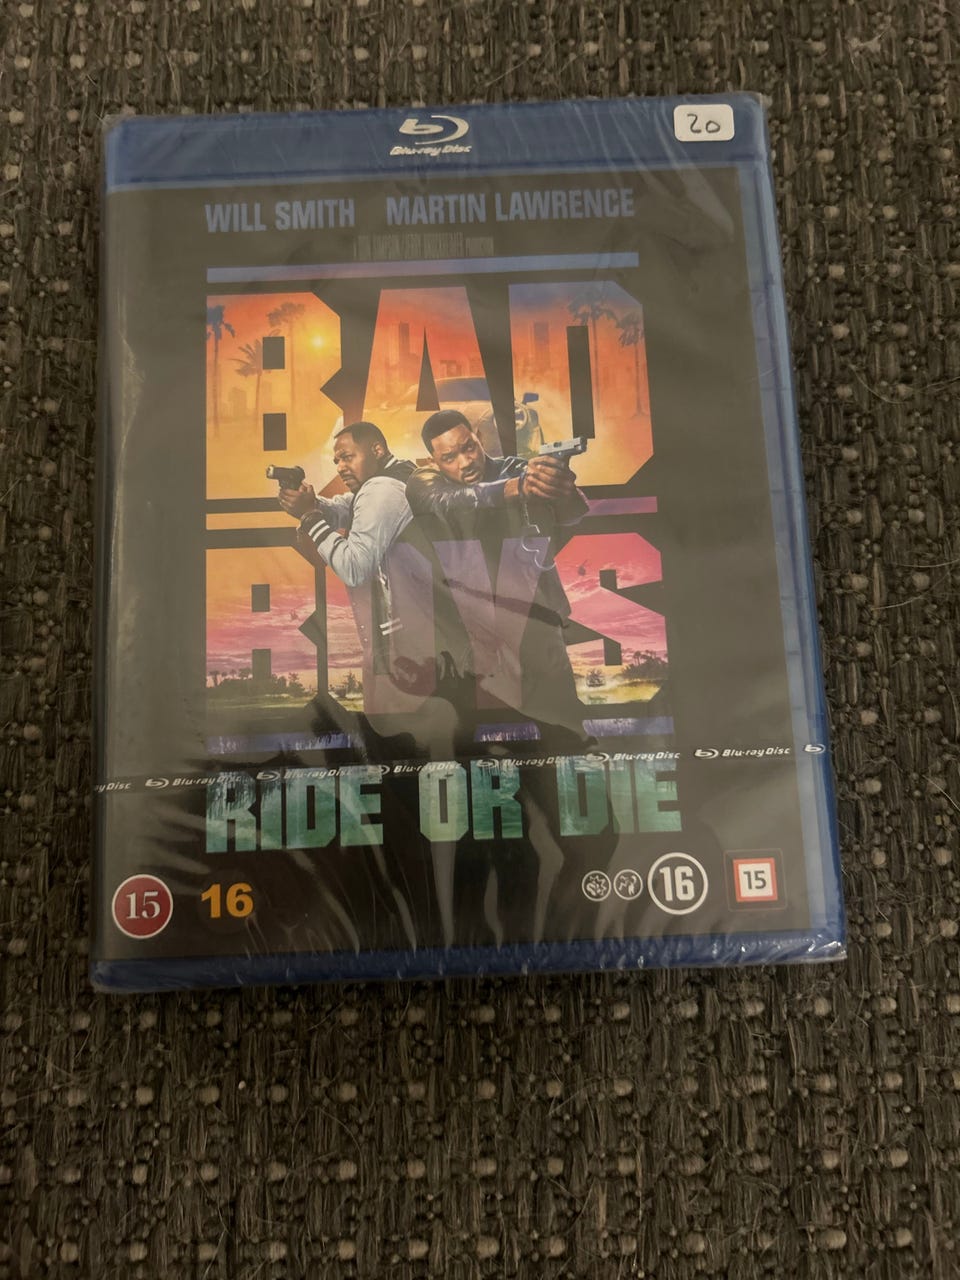 Blu-ray Disc
20
WILL SMITH MARTIN LAWRENCE
BAD
BOYS
Blu-ray Disc Blu-ray Disc Blu-ray Disc Blu-ray Disc Blu-ray Disc Blu-ray Disc
RIDE OR DIE
15 16 16 15